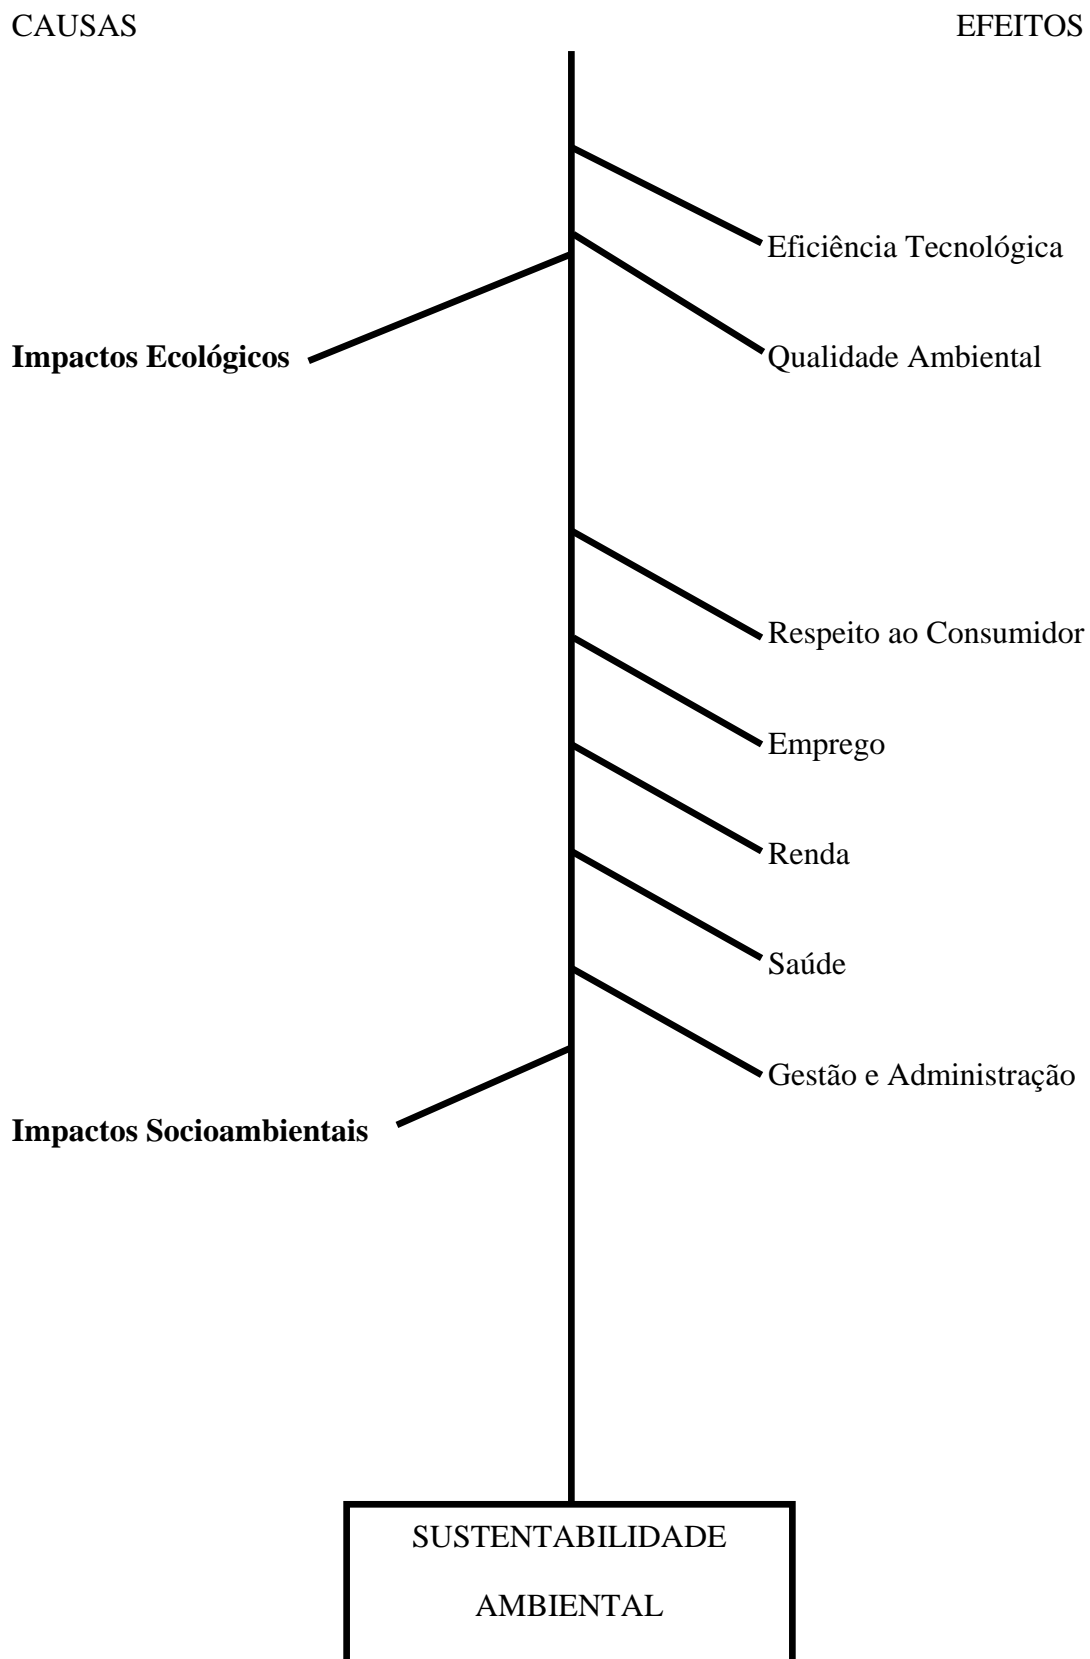 CAUSAS
EFEITOS
Eficiência Tecnológica
Impactos Ecológicos
Qualidade Ambiental
Respeito ao Consumidor
Emprego
Renda
Saúde
Gestão e Administração
Impactos Socioambientais
SUSTENTABILIDADE
AMBIENTAL